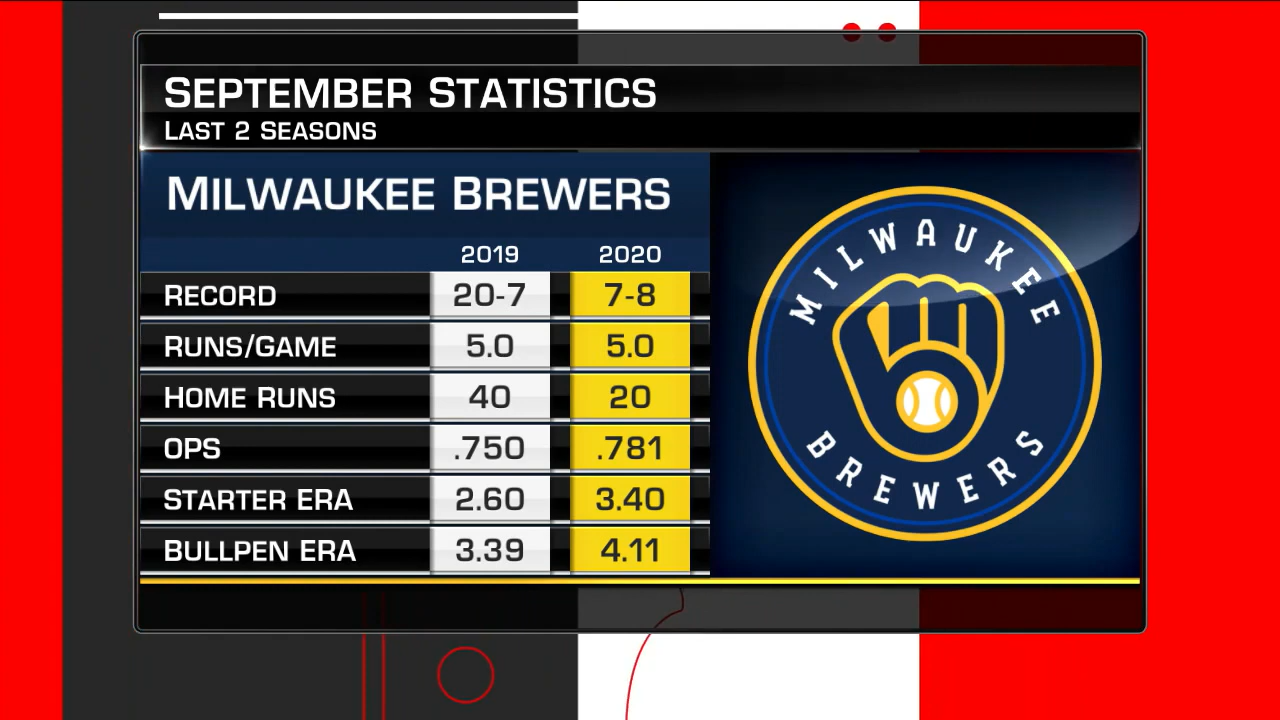 SEPTEMBER STATISTICS
LAST 2 SEASONS
MILWAUKEE BREWERS
2019 2020
RECORD 20-7 7-8
RUNS/GAME 5.0 5.0
HOME RUNS 40 20
OPS .750 .781
STARTER ERA 2.60 3.40
BULLPEN ERA 3.39 4.11
MILWAUKEE
BREWERS